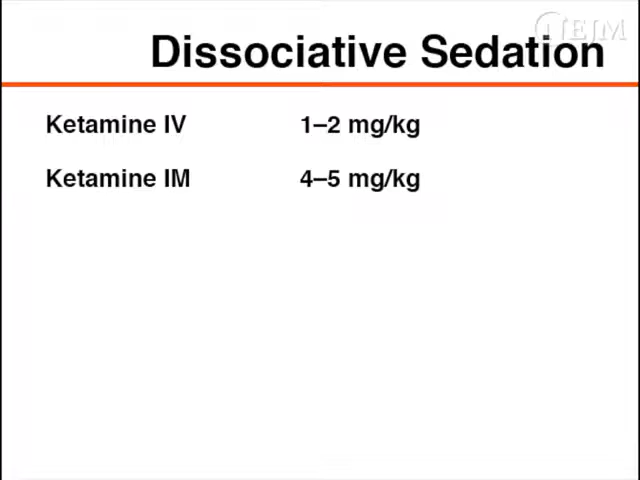 NEJM
Dissociative Sedation
Ketamine IV 1–2 mg/kg
Ketamine IM 4–5 mg/kg